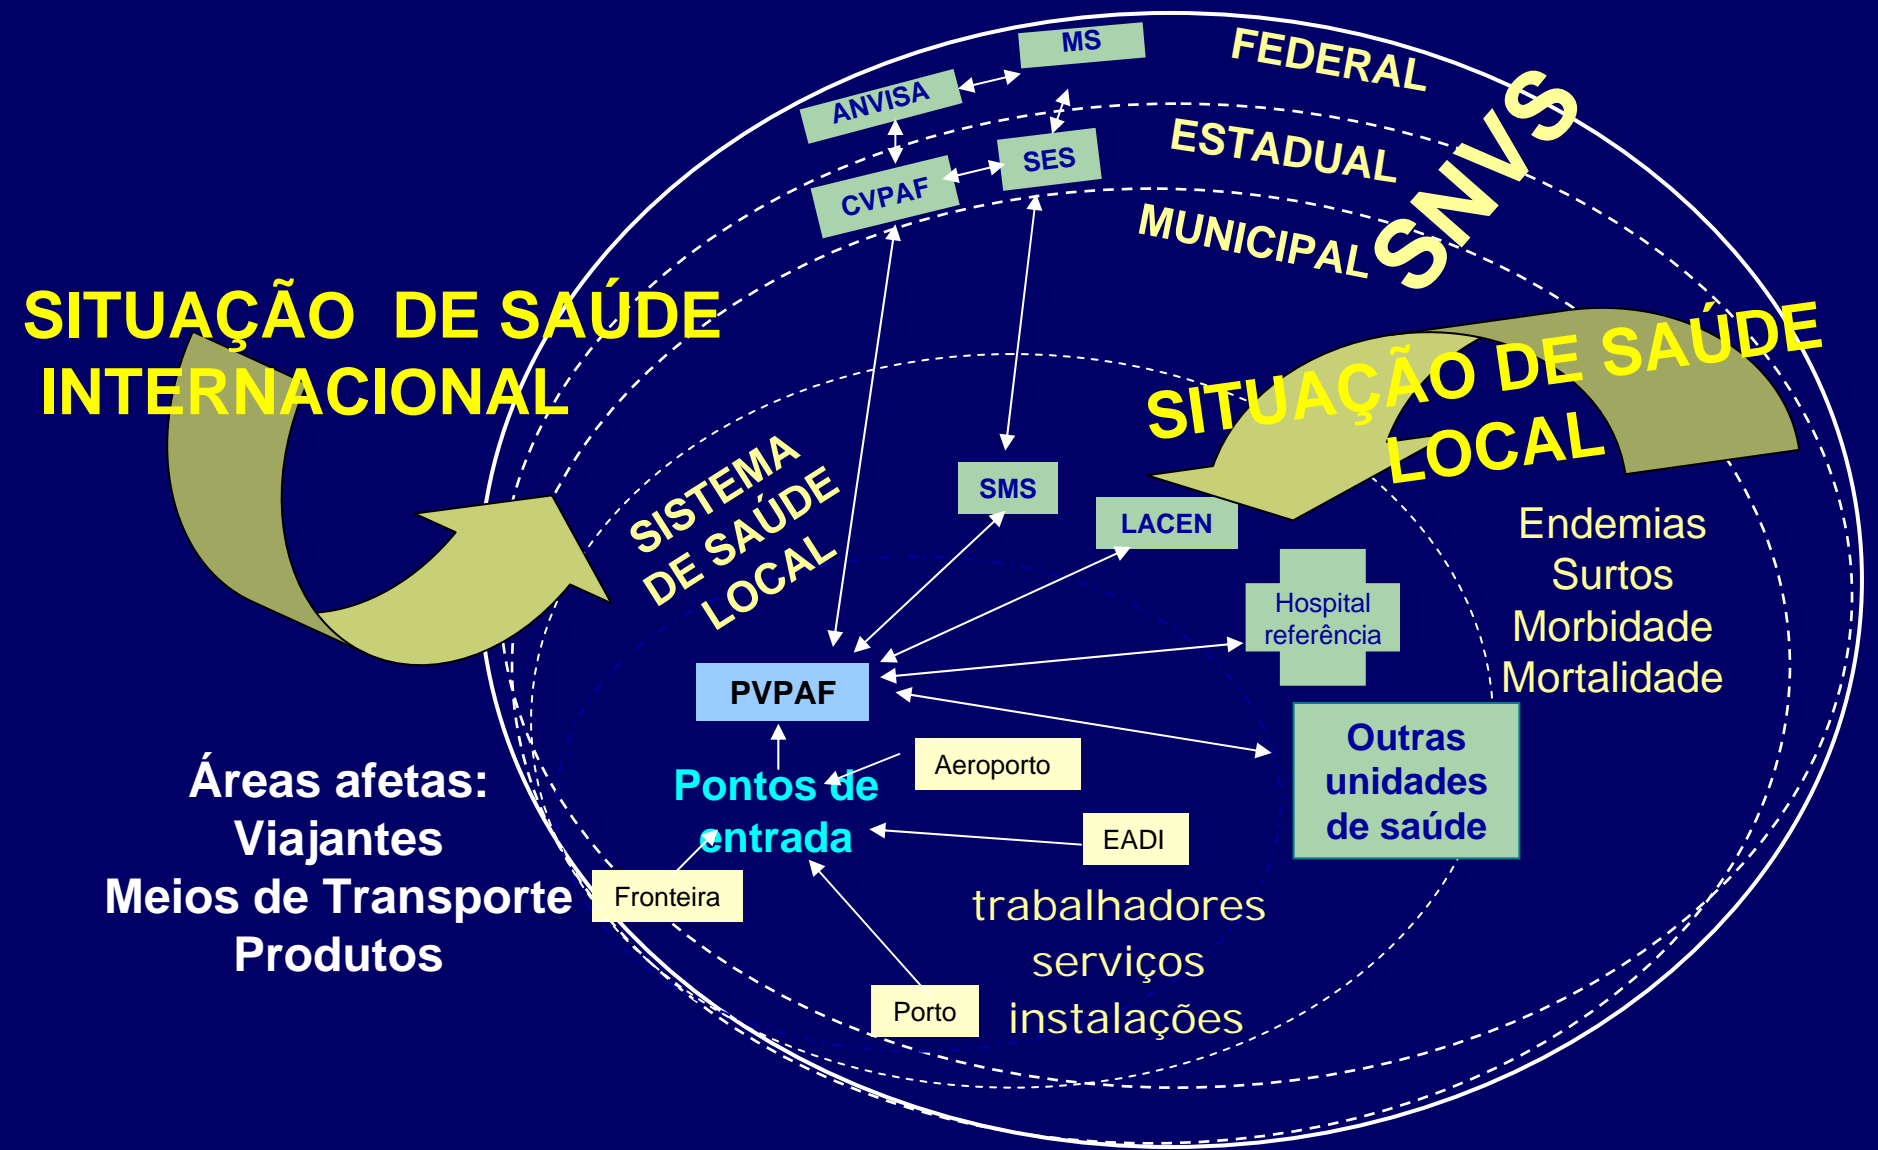 MS
FEDERAL
ANVISA
SNVS
ESTADUAL
SES
CVPAF
MUNICIPAL
SITUAÇÃO DE SAÚDE
INTERNACIONAL
SITUAÇÃO DE SAÚDE
LOCAL
SISTEMA
DE SAÚDE
LOCAL
SMS
LACEN
Endemias
Surtos
Morbidade
Mortalidade
Hospital
referência
PVPAF
Outras
unidades
de saúde
Áreas afetas:
Viajantes
Meios de Transporte
Produtos
Pontos de
entrada
Aeroporto
EADI
Fronteira
Porto
trabalhadores
serviços
instalações